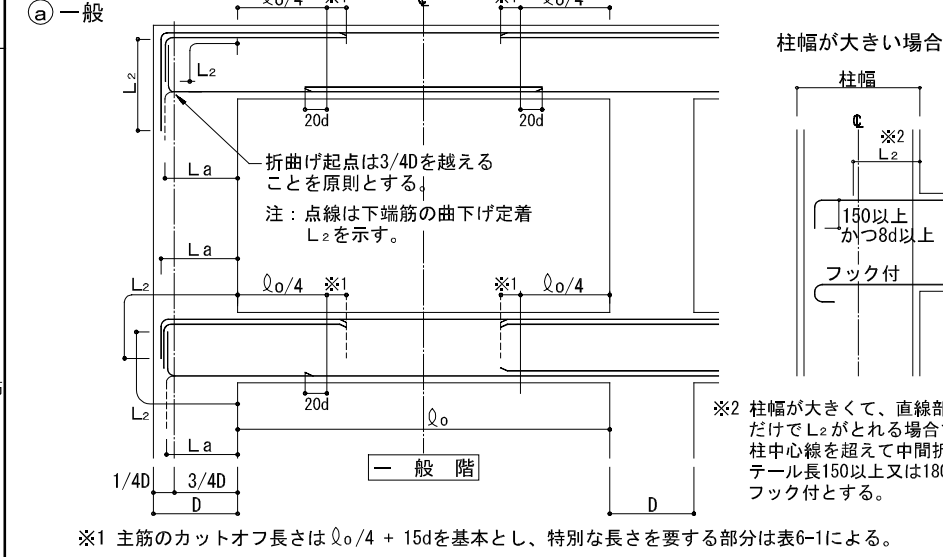 ⓐ 一般
ℓo/4 ※1 ℄ ※1 ℓo/4
L₂
L₂
20d 20d
折曲げ起点は3/4Dを越える
ことを原則とする。
La
注：点線は下端筋の曲下げ定着
L₂を示す。
La
L₂
ℓo/4 ※1 ※1 ℓo/4
20d
L₂
ℓo
La
一般階
1/4D 3/4D
D D
柱幅が大きい場合
柱幅
℄
※2
L₂
150以上
かつ8d以上
フック付
※2 柱幅が大きくて、直線部
だけでL₂がとれる場合
柱中心線を超えて中間折
テール長150以上又は180
フック付とする。
※1 主筋のカットオフ長さはℓo/4 + 15dを基本とし、特別な長さを要する部分は表6-1による。